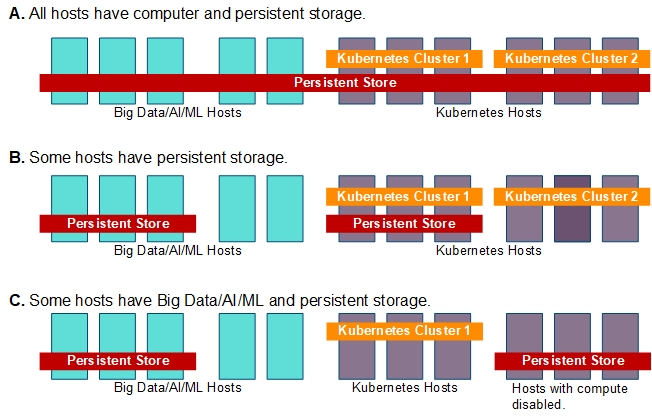 A. All hosts have computer and persistent storage.
Kubernetes Cluster 1
Kubernetes Cluster 2
Persistent Store
Big Data/AI/ML Hosts
Kubernetes Hosts
B. Some hosts have persistent storage.
Kubernetes Cluster 1
Kubernetes Cluster 2
Persistent Store
Persistent Store
Big Data/AI/ML Hosts
Kubernetes Hosts
C. Some hosts have Big Data/AI/ML and persistent storage.
Kubernetes Cluster 1
Persistent Store
Persistent Store
Big Data/AI/ML Hosts
Kubernetes Hosts
Hosts with compute
disabled.